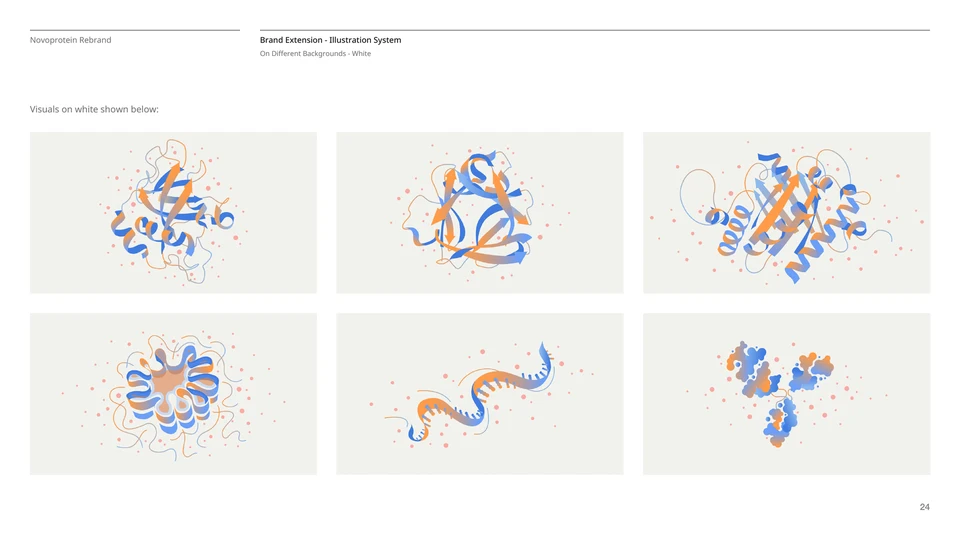 Novoprotein Rebrand
Brand Extension - Illustration System
On Different Backgrounds - White
Visuals on white shown below:
24